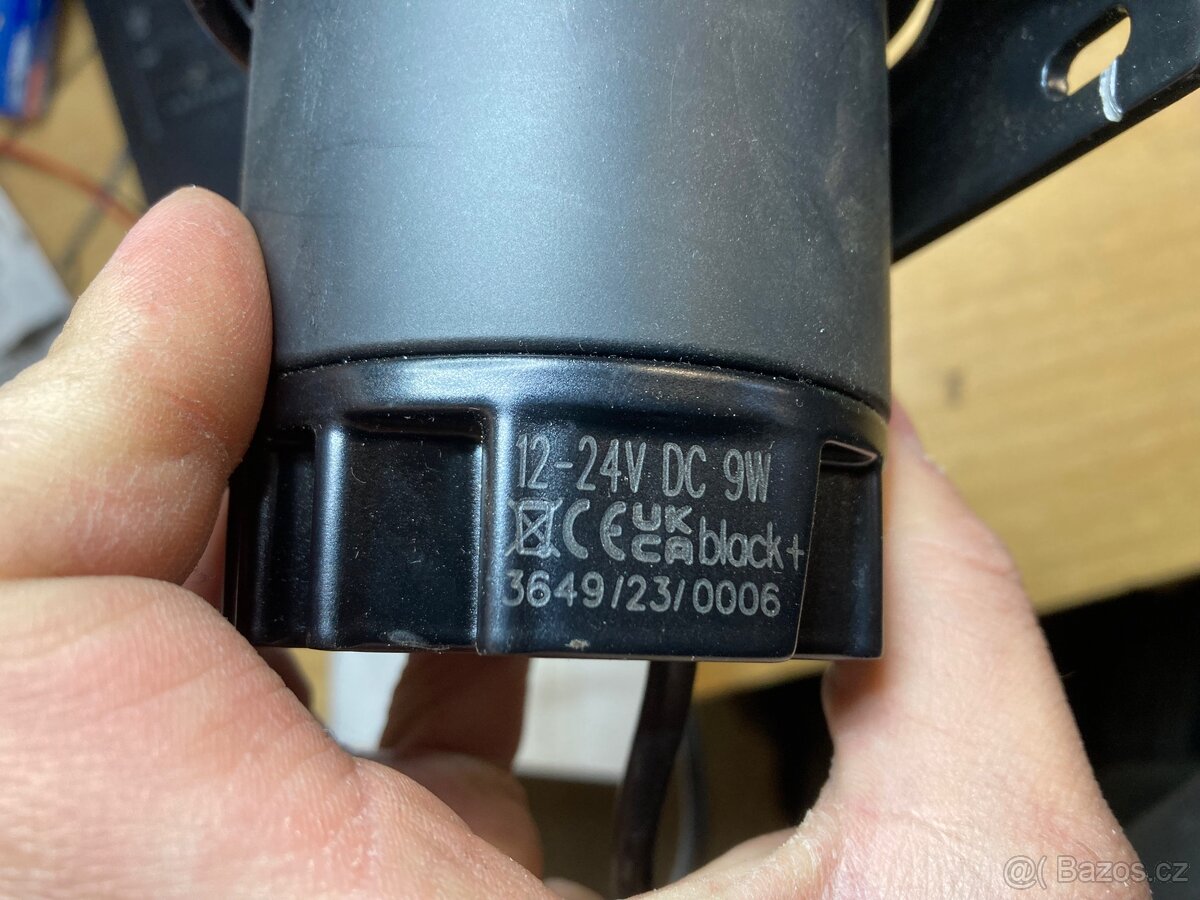 12-24V DC 9W
CE UK CA black+
3649/23/0006
@( Bazos.cz